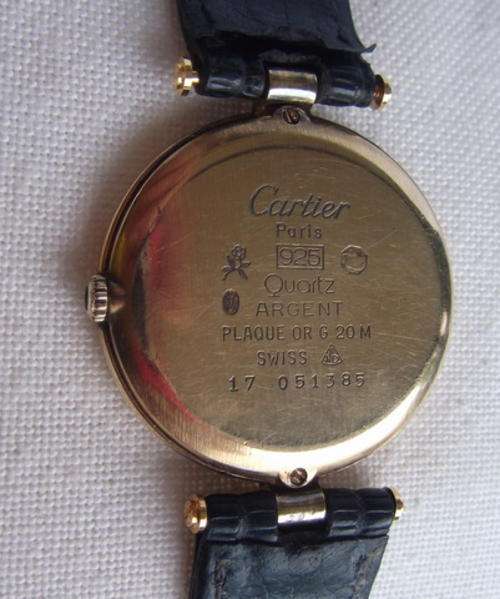 Cartier
Paris
925
Quartz
ARGENT
PLAQUE OR G 20 M
SWISS
17 051385